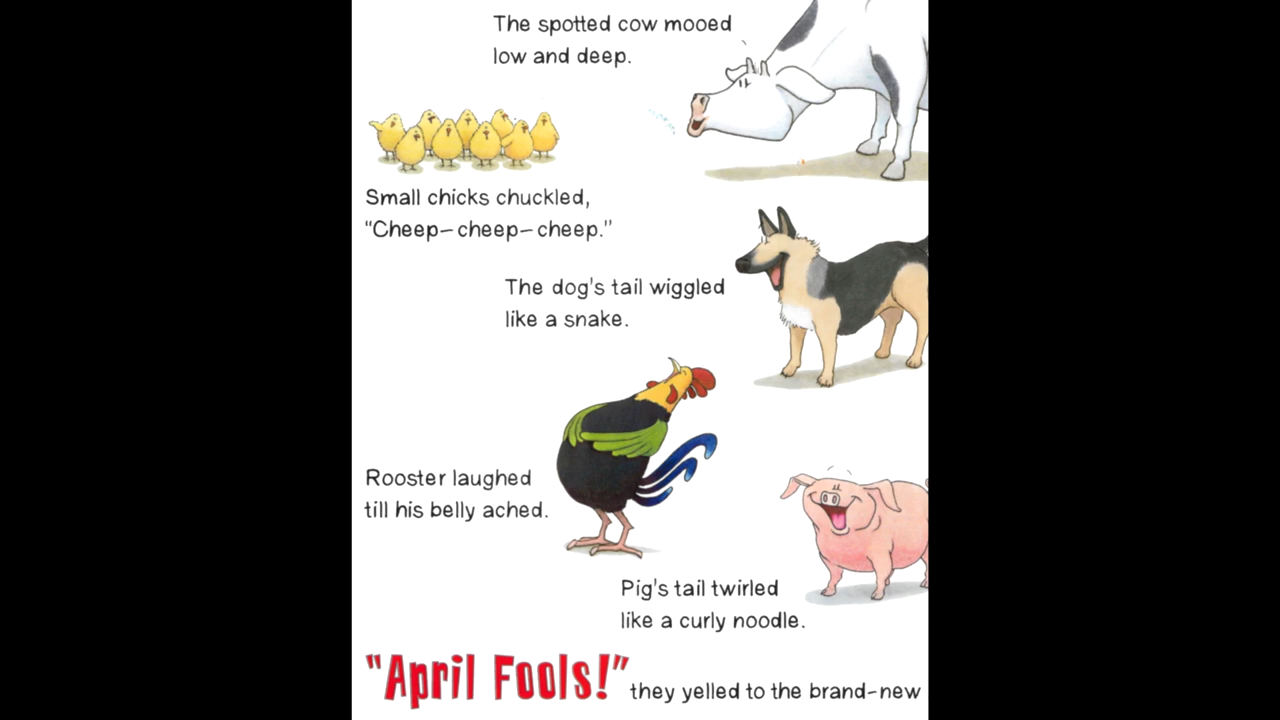 The spotted cow mooed
low and deep.
Small chicks chuckled,
“Cheep–cheep–cheep.”
The dog's tail wiggled
like a snake.
Rooster laughed
till his belly ached.
Pig's tail twirled
like a curly noodle.
"April Fools!" they yelled to the brand-new